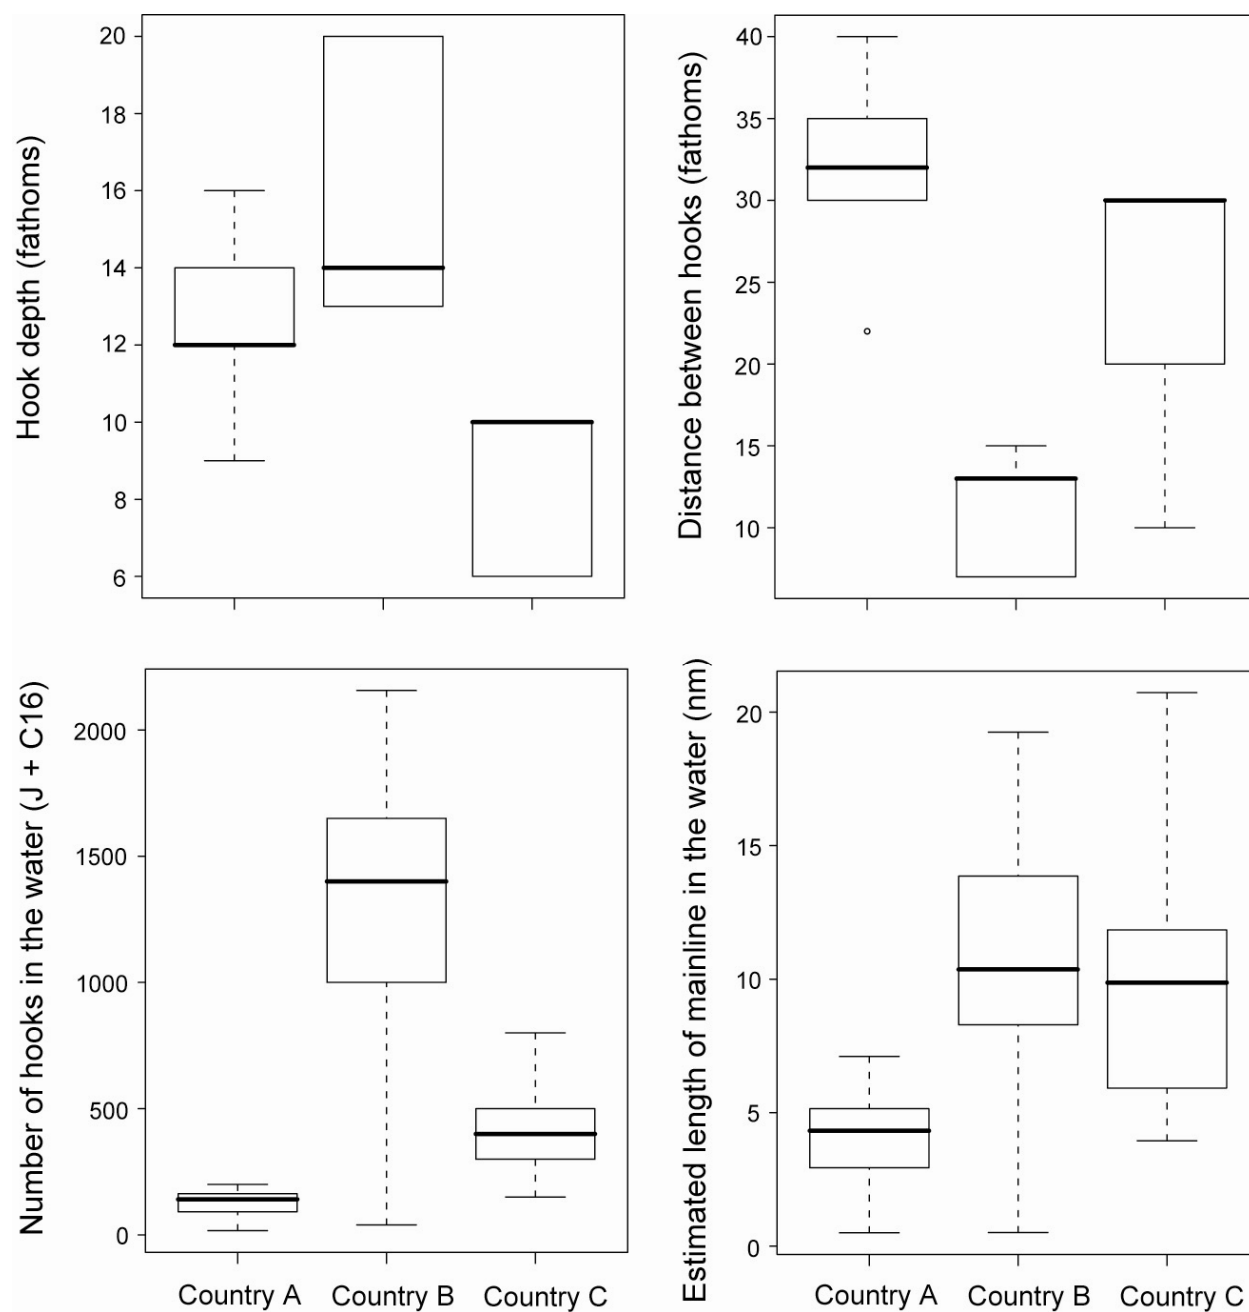 Hook depth (fathoms)
20
18
16
14
12
10
8
6
Distance between hooks (fathoms)
40
35
30
25
20
15
10
Number of hooks in the water (J + C16)
2000
1500
1000
500
0
Country A
Country B
Country C
Estimated length of mainline in the water (nm)
20
15
10
5
0
Country A
Country B
Country C